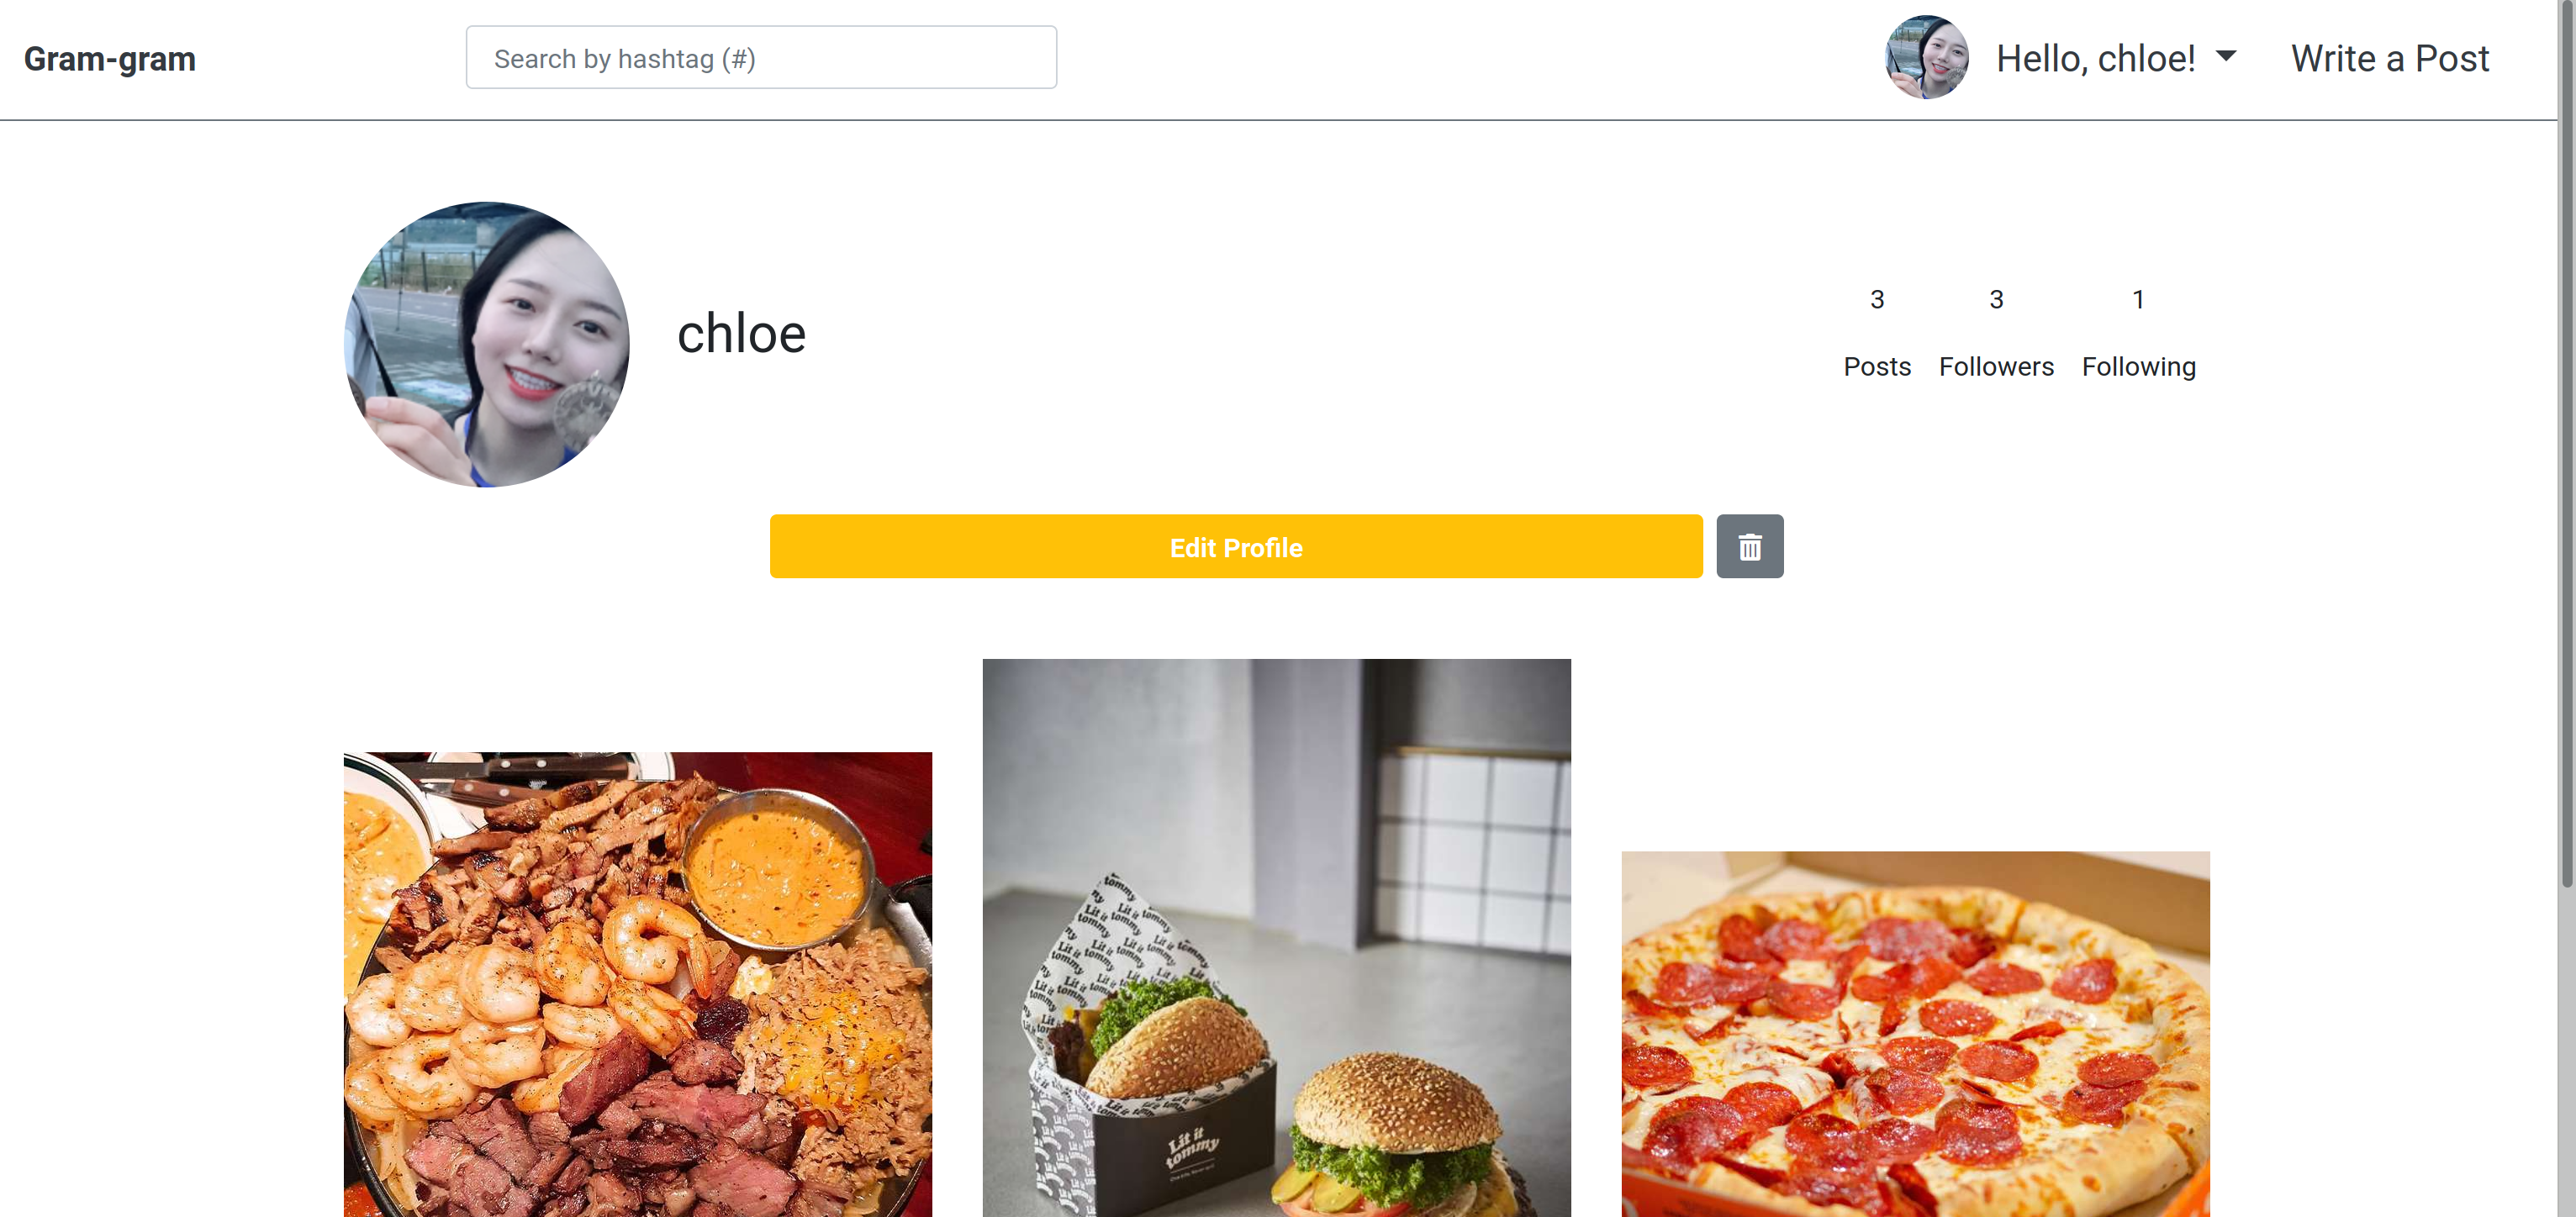 Gram-gram
Search by hashtag (#)
Hello, chloe!
Write a Post
chloe
3
3
1
Posts
Followers
Following
Edit Profile
Lit it
tommy